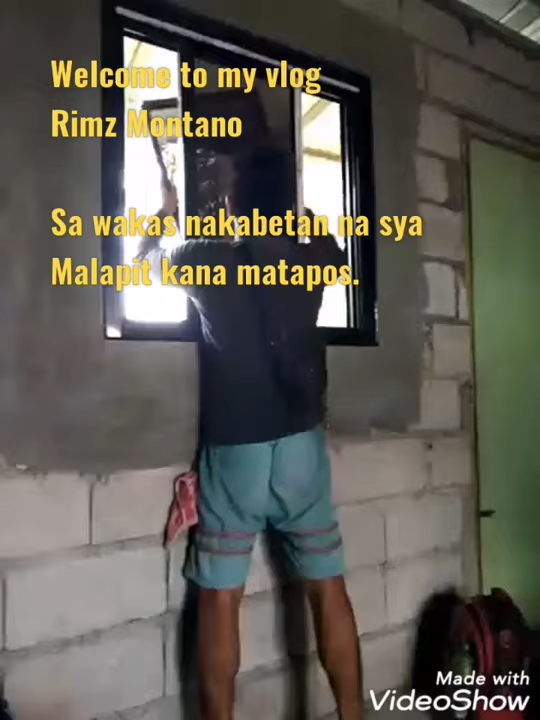 Welcome to my vlog
Rimz Montano
Sa wakas nakabetan na sya
Malapit kana matapos.
Made with
VideoShow